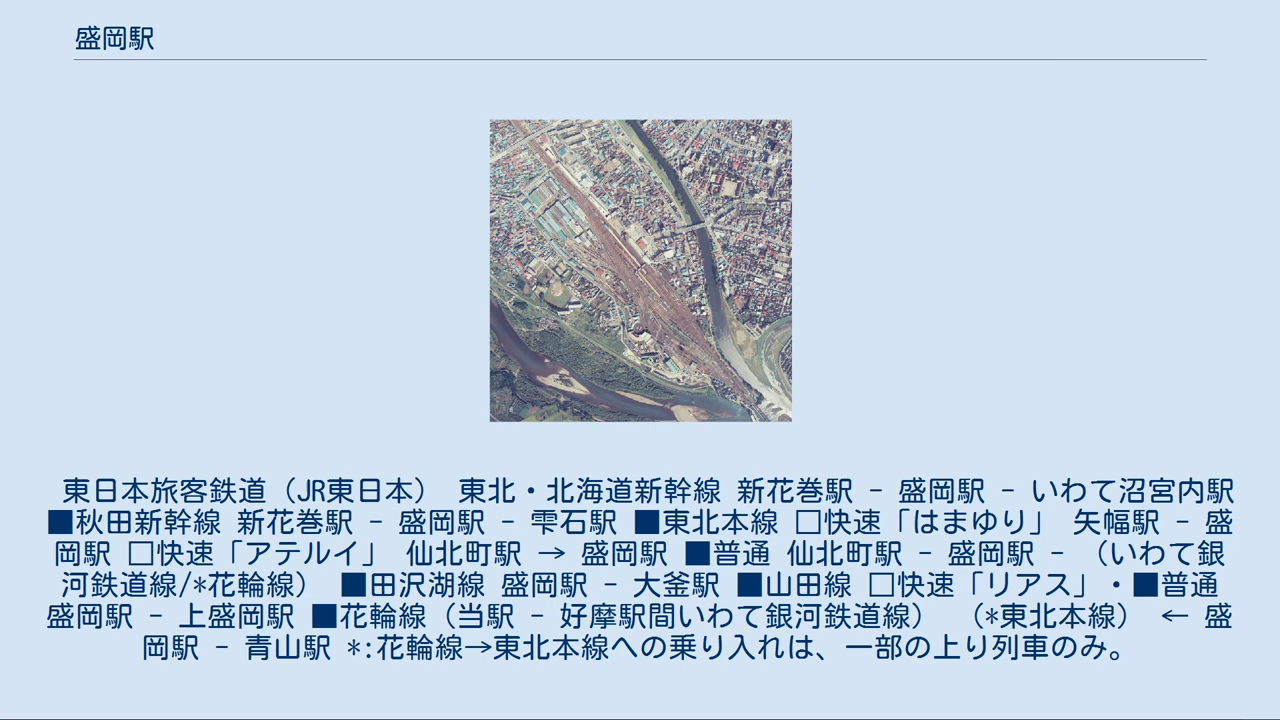 盛岡駅
東日本旅客鉄道（JR東日本） 東北・北海道新幹線 新花巻駅 - 盛岡駅 - いわて沼宮内駅
■秋田新幹線 新花巻駅 - 盛岡駅 - 雫石駅 ■東北本線 □快速「はまゆり」 矢幅駅 - 盛
岡駅 □快速「アテルイ」 仙北町駅 → 盛岡駅 ■普通 仙北町駅 - 盛岡駅 - （いわて銀
河鉄道線/*花輪線） ■田沢湖線 盛岡駅 - 大釜駅 ■山田線 □快速「リアス」・■普通
盛岡駅 - 上盛岡駅 ■花輪線（当駅 - 好摩駅間いわて銀河鉄道線） （*東北本線） ← 盛
岡駅 - 青山駅 *:花輪線→東北本線への乗り入れは、一部の上り列車のみ。